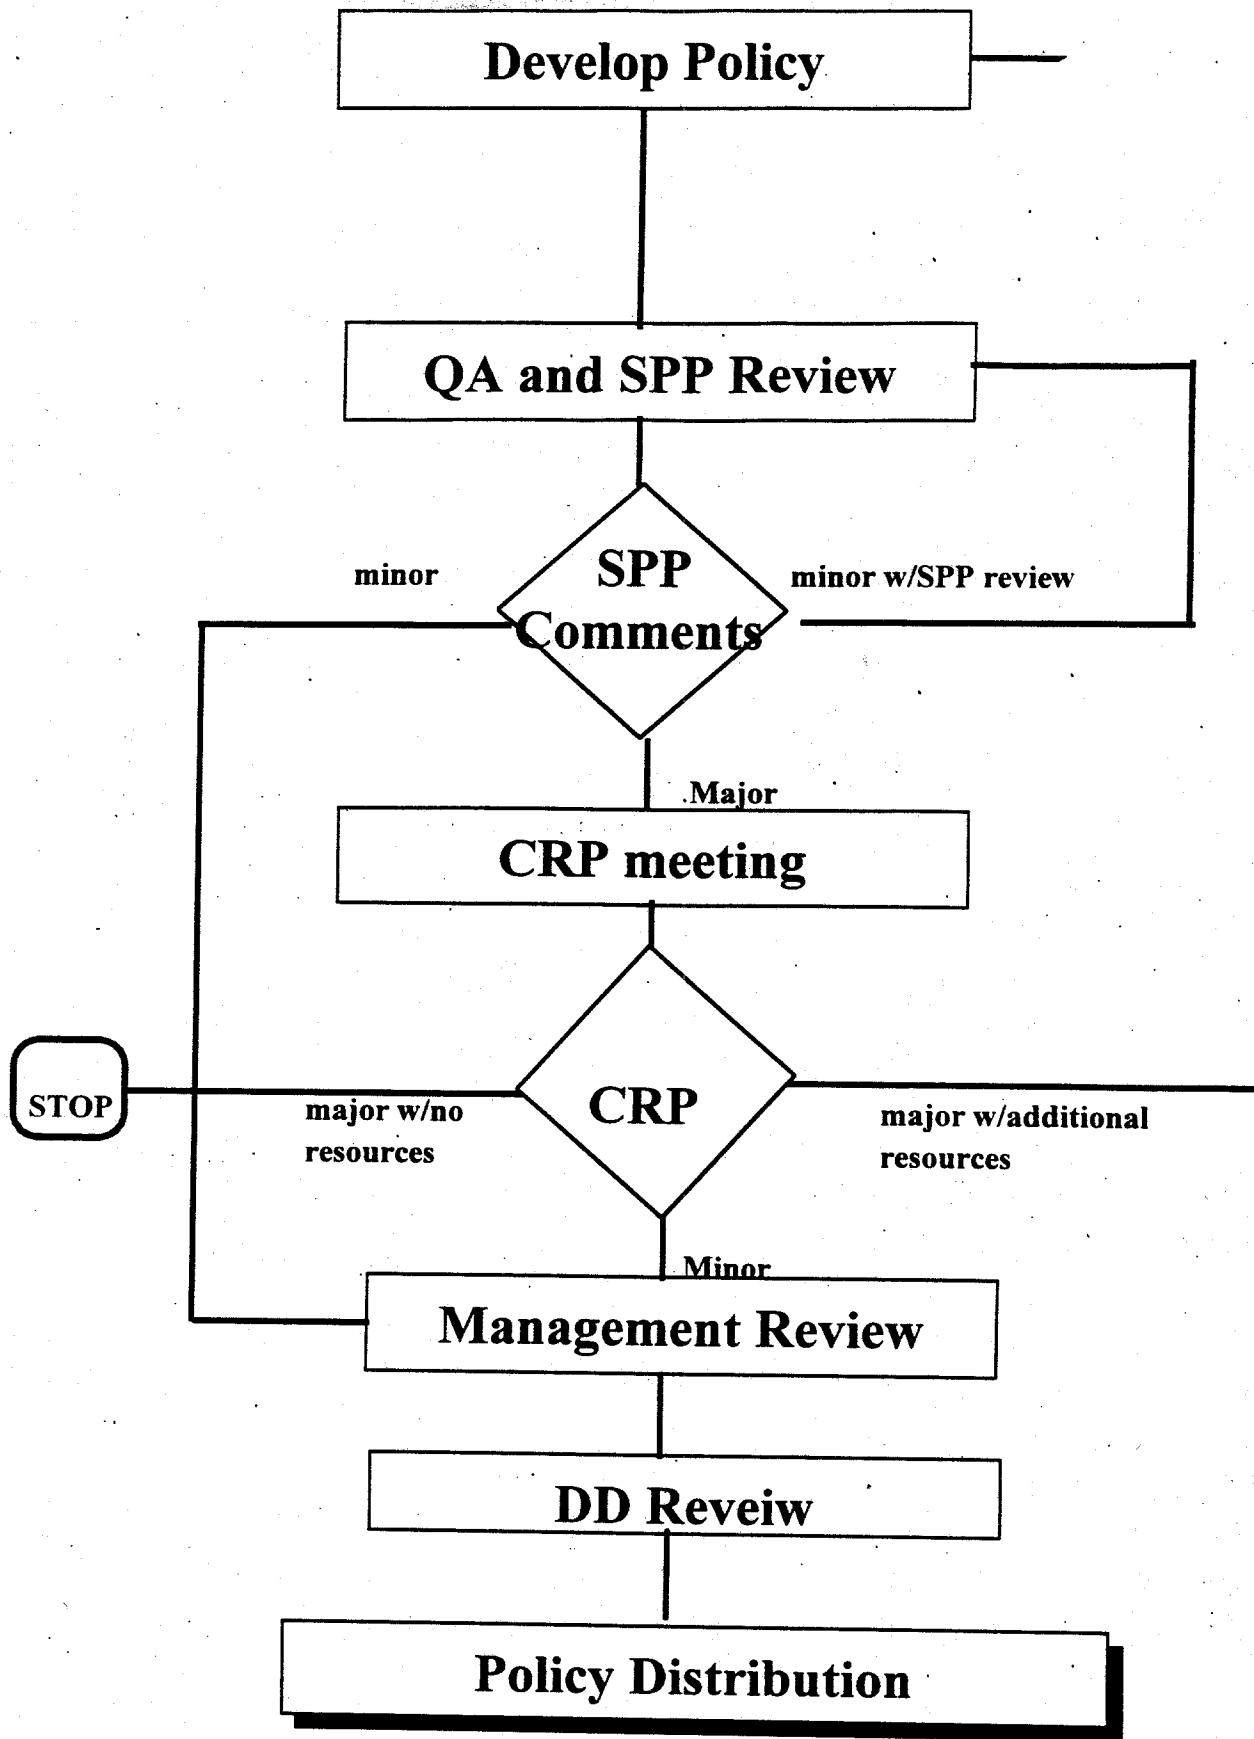 Develop Policy
QA and SPP Review
minor
SPP
Comments
minor w/SPP review
Major
CRP meeting
STOP
major w/no
resources
CRP
major w/additional
resources
Minor
Management Review
DD Reveiw
Policy Distribution